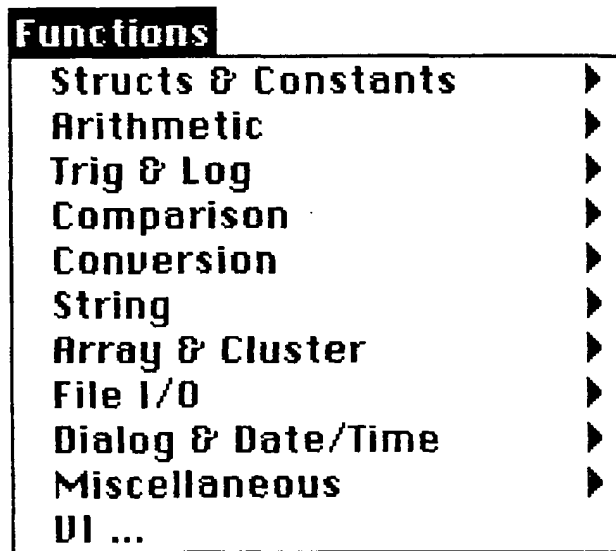 Functions
Structs & Constants
Arithmetic
Trig & Log
Comparison
Conversion
String
Array & Cluster
File I/O
Dialog & Date/Time
Miscellaneous
VI ...